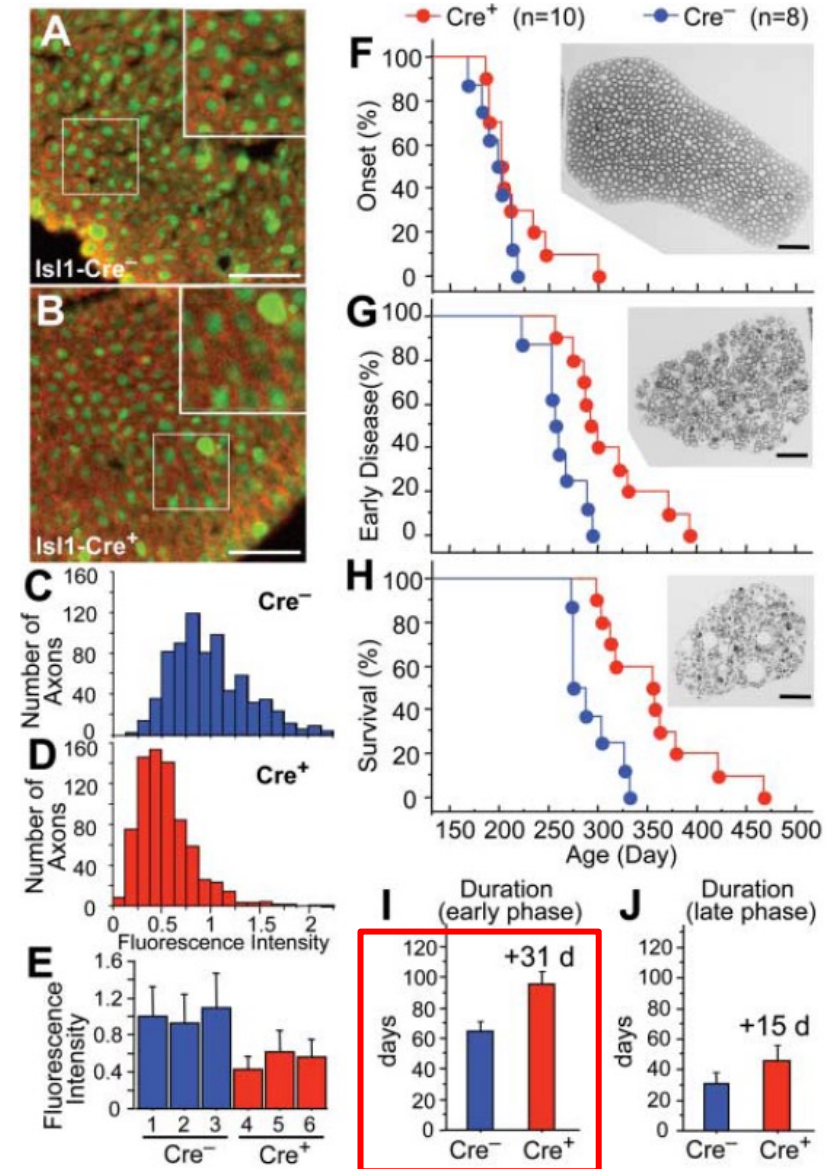 Cre+ (n=10) Cre– (n=8)
A
Isl1-Cre–
B
Isl1-Cre+
C
160
120
80
40
0
Number of
Axons
Cre–
D
160
120
80
40
0
Number of
Axons
Cre+
0 0.5 1 1.5 2
Fluorescence Intensity
E
1.6
1.2
0.8
0.4
0
Fluorescence
Intensity
1 2 3 4 5 6
Cre– Cre+
F
100
80
60
40
20
0
Onset (%)
G
100
80
60
40
20
0
Early Disease(%)
H
100
80
60
40
20
0
Survival (%)
150 200 250 300 350 400 450 500
Age (Day)
I
Duration
(early phase)
120
100
80
60
40
20
0
days
+31 d
Cre– Cre+
J
Duration
(late phase)
120
100
80
60
40
20
0
days
+15 d
Cre– Cre+